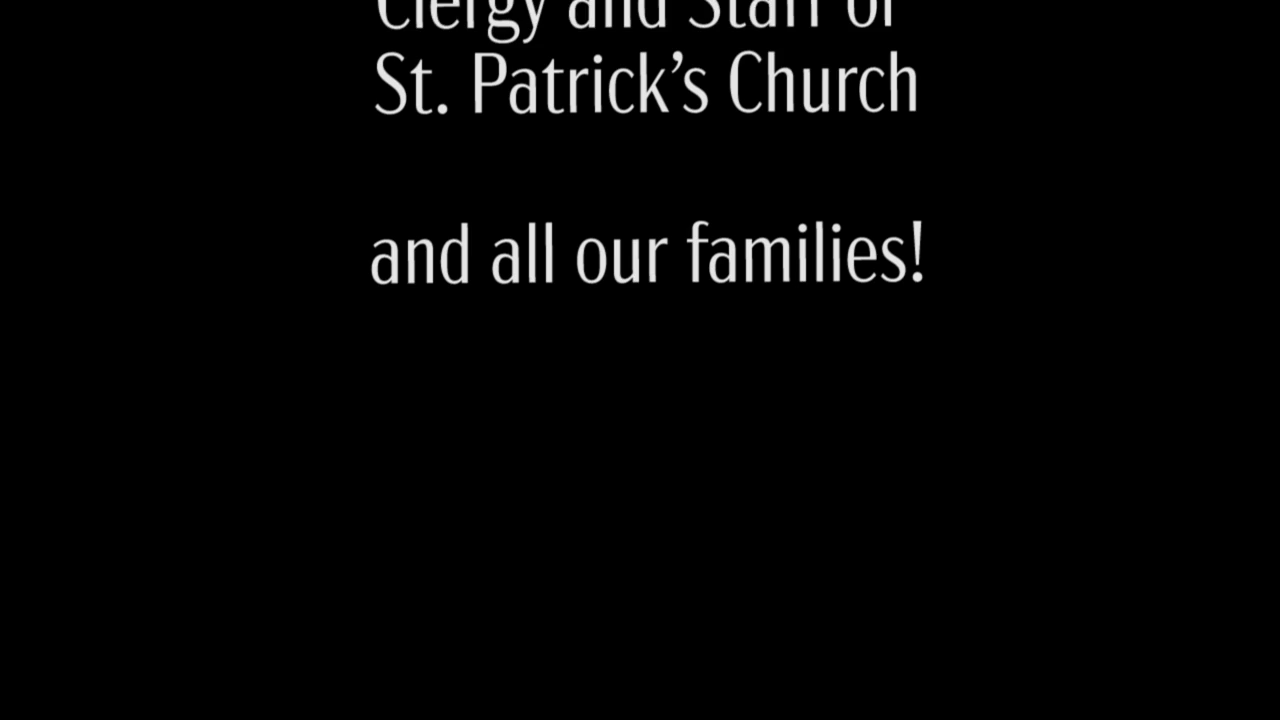 Clergy and Staff of
St. Patrick’s Church
and all our families!